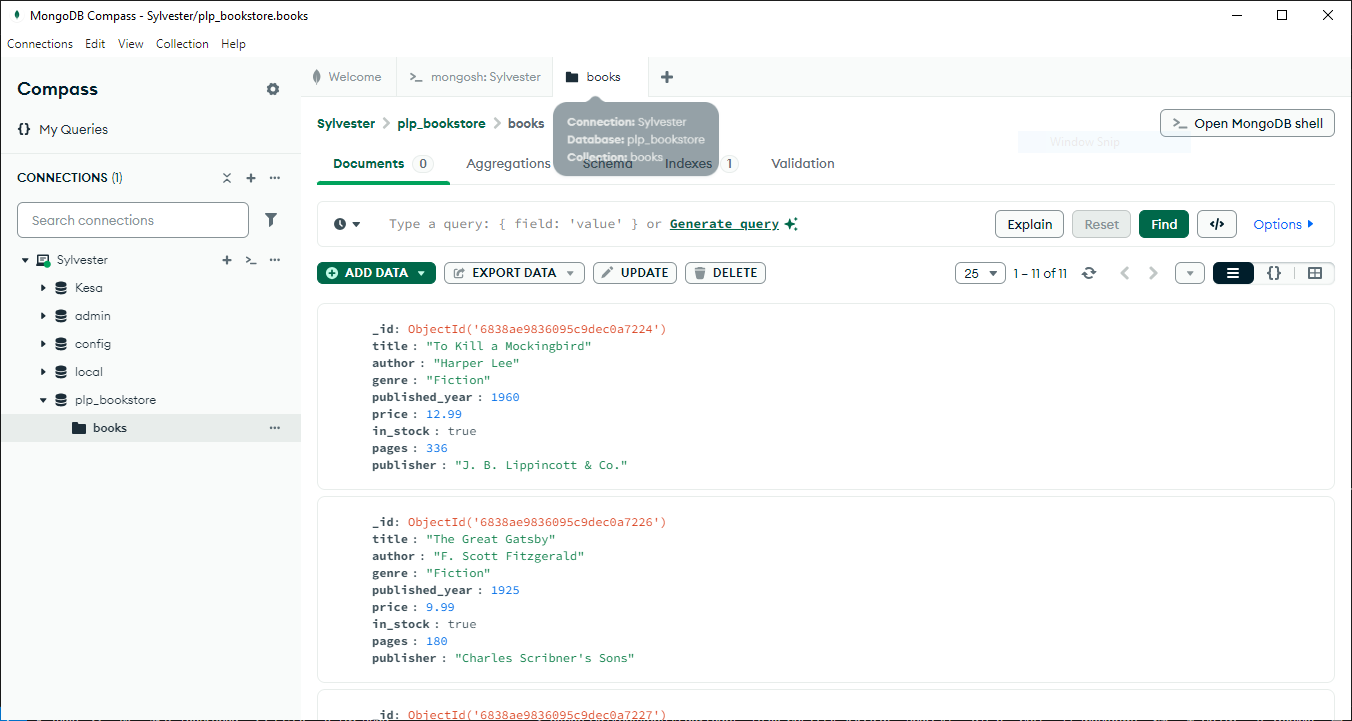 MongoDB Compass - Sylvester/plp_bookstore.books
Connections Edit View Collection Help
Compass
My Queries
CONNECTIONS (1)
Search connections
Sylvester
Kesa
admin
config
local
plp_bookstore
books
Welcome
mongosh: Sylvester
books
Sylvester > plp_bookstore > books
Connection: Sylvester
Database: plp_bookstore
Collection: books
Window Snip
>_ Open MongoDB shell
Documents 0 Aggregations Schema Indexes 1 Validation
Type a query: { field: 'value' } or Generate query
Explain Reset Find </> Options
ADD DATA EXPORT DATA UPDATE DELETE
25 1 – 11 of 11 {}
_id: ObjectId('6838ae9836095c9dec0a7224')
title : "To Kill a Mockingbird"
author : "Harper Lee"
genre : "Fiction"
published_year : 1960
price : 12.99
in_stock : true
pages : 336
publisher : "J. B. Lippincott & Co."
_id: ObjectId('6838ae9836095c9dec0a7226')
title : "The Great Gatsby"
author : "F. Scott Fitzgerald"
genre : "Fiction"
published_year : 1925
price : 9.99
in_stock : true
pages : 180
publisher : "Charles Scribner's Sons"
_id: ObjectId('6838ae9836095c9dec0a7227')